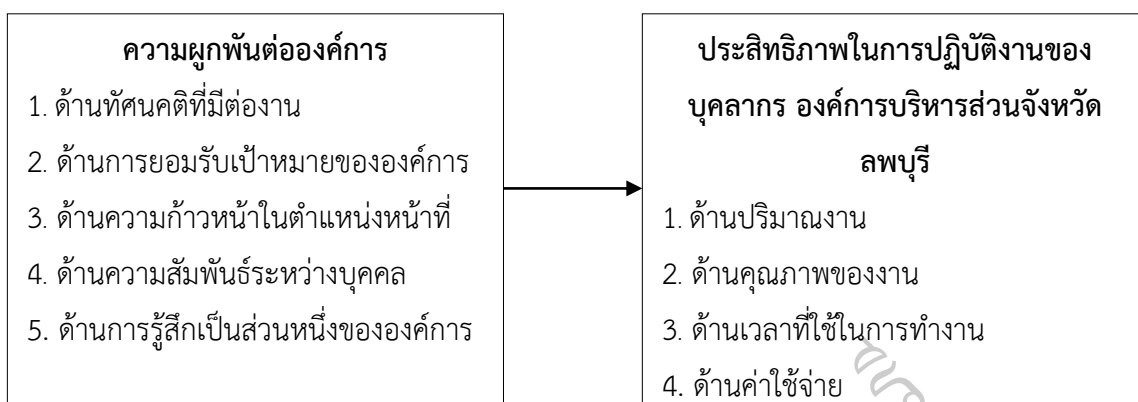 ความผูกพันต่อองค์การ
1. ด้านทัศนคติที่มีต่องาน
2. ด้านการยอมรับเป้าหมายขององค์การ
3. ด้านความก้าวหน้าในตำแหน่งหน้าที่
4. ด้านความสัมพันธ์ระหว่างบุคคล
5. ด้านการรู้สึกเป็นส่วนหนึ่งขององค์การ
ประสิทธิภาพในการปฏิบัติงานของ
บุคลากร องค์การบริหารส่วนจังหวัด
ลพบุรี
1. ด้านปริมาณงาน
2. ด้านคุณภาพของงาน
3. ด้านเวลาที่ใช้ในการทำงาน
4. ด้านค่าใช้จ่าย